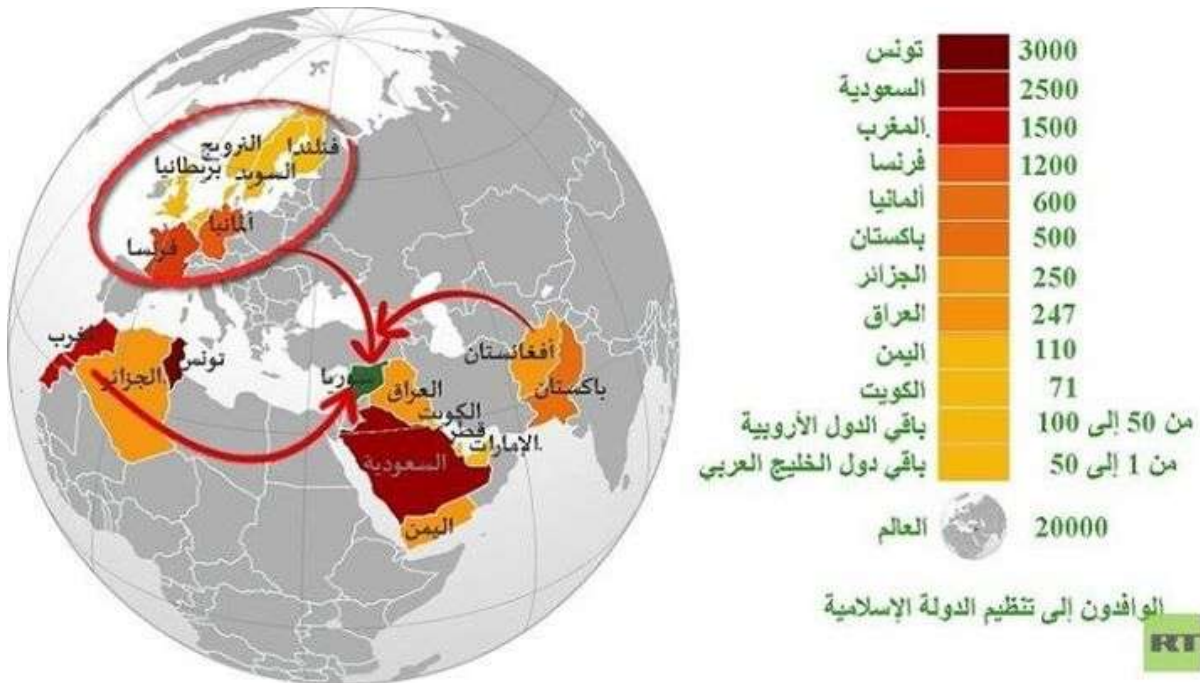 النرويج
فنلندا
بريطانيا
السويد
ألمانيا
فرنسا
المغرب
تونس
الجزائر
سوريا
العراق
أفغانستان
باكستان
الكويت
قطر
الإمارات
السعودية
اليمن
تونس 3000
السعودية 2500
المغرب 1500
فرنسا 1200
ألمانيا 600
باكستان 500
الجزائر 250
العراق 247
اليمن 110
الكويت 71
باقي الدول الأروبية من 50 إلى 100
باقي دول الخليج العربي من 1 إلى 50
العالم 20000
الوافدون إلى تنظيم الدولة الإسلامية
RT